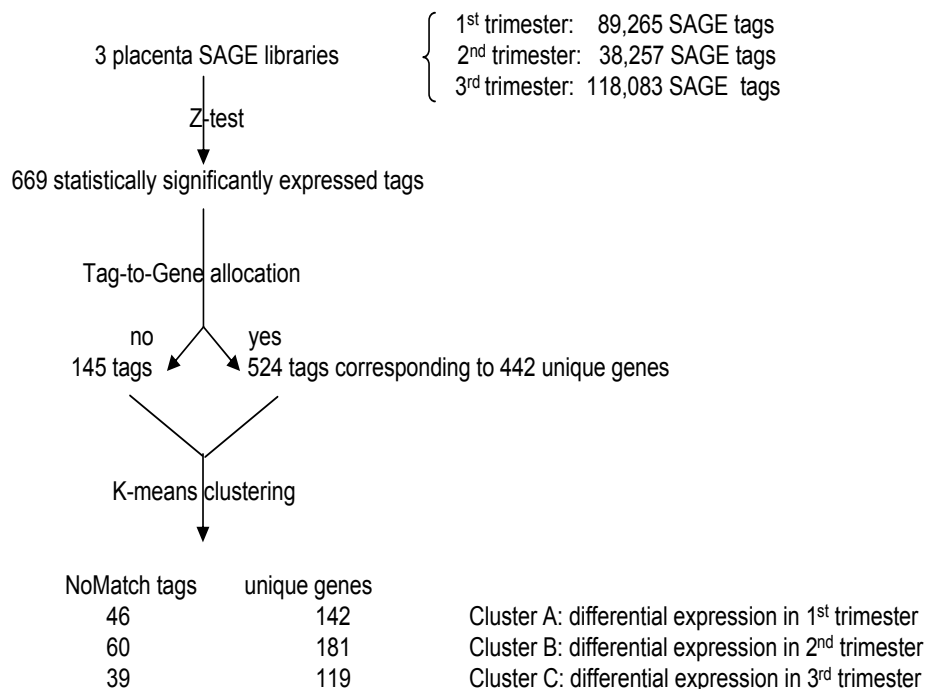 1st trimester: 89,265 SAGE tags
3 placenta SAGE libraries
2nd trimester: 38,257 SAGE tags
3rd trimester: 118,083 SAGE tags
Z-test
669 statistically significantly expressed tags
Tag-to-Gene allocation
no yes
145 tags 524 tags corresponding to 442 unique genes
K-means clustering
NoMatch tags unique genes
46 142 Cluster A: differential expression in 1st trimester
60 181 Cluster B: differential expression in 2nd trimester
39 119 Cluster C: differential expression in 3rd trimester